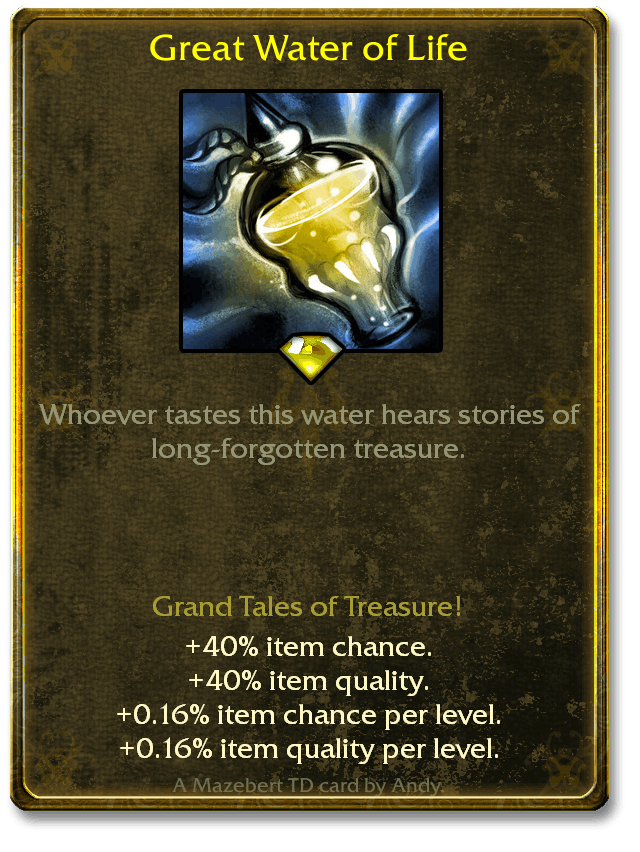 Great Water of Life
Whoever tastes this water hears stories of
long-forgotten treasure.
Grand Tales of Treasure!
+40% item chance.
+40% item quality.
+0.16% item chance per level.
+0.16% item quality per level.
A Mazebert TD card by Andy.